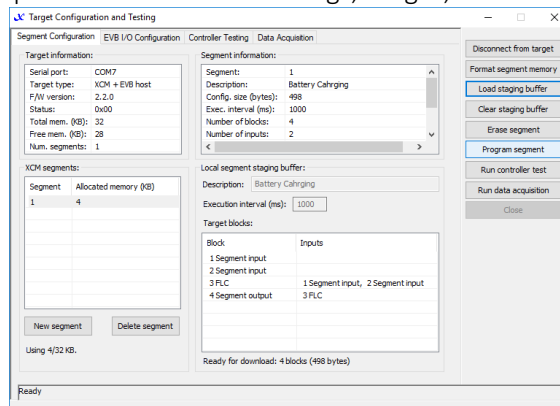 Target Configuration and Testing
Segment Configuration EVB I/O Configuration Controller Testing Data Acquisition
Target information:
Serial port: COM7
Target type: XCM + EVB host
F/W version: 2.2.0
Status: 0x00
Total mem. (KB): 32
Free mem. (KB): 28
Num. segments: 1
Segment information:
Segment: 1
Description: Battery Cahrging
Config. size (bytes): 498
Exec. interval (ms): 1000
Number of blocks: 4
Number of inputs: 2
XCM segments:
Segment Allocated memory (KB)
1 4
New segment Delete segment
Using 4/32 KB.
Local segment staging buffer:
Description: Battery Cahrging
Execution interval (ms): 1000
Target blocks:
Block Inputs
1 Segment input
2 Segment input
3 FLC 1 Segment input, 2 Segment input
4 Segment output 3 FLC
Ready for download: 4 blocks (498 bytes)
Disconnect from target
Format segment memory
Load staging buffer
Clear staging buffer
Erase segment
Program segment
Run controller test
Run data acquisition
Close
Ready